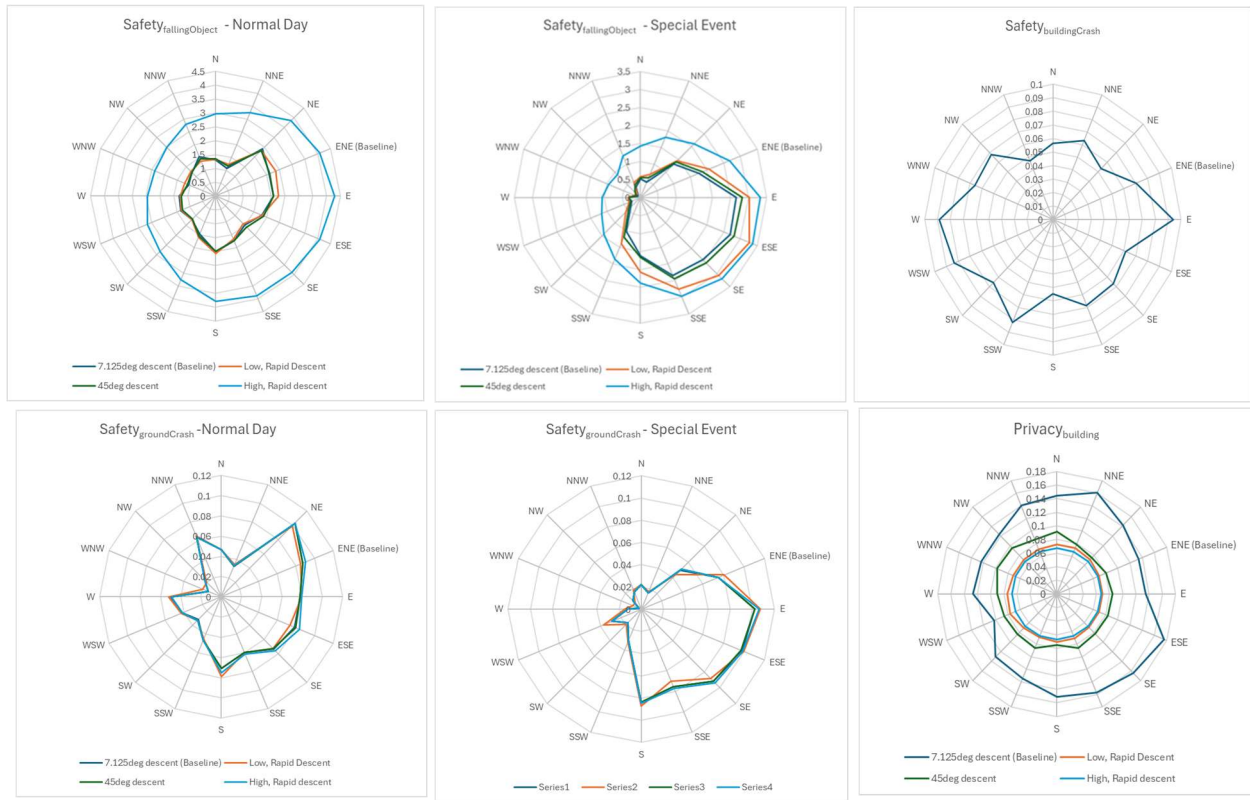 Safety fallingObject - Normal Day
N
NNE
NE
ENE (Baseline)
E
ESE
SE
SSE
S
SSW
SW
WSW
W
WNW
NW
NNW
4.5
4
3.5
3
2.5
2
1.5
1
0.5
0
7.125deg descent (Baseline)
Low, Rapid Descent
45deg descent
High, Rapid descent
Safety fallingObject - Special Event
N
NNE
NE
ENE (Baseline)
E
ESE
SE
SSE
S
SSW
SW
WSW
W
WNW
NW
NNW
3.5
3
2.5
2
1.5
1
0.5
0
7.125deg descent (Baseline)
Low, Rapid Descent
45deg descent
High, Rapid descent
Safety buildingCrash
N
NNE
NE
ENE (Baseline)
E
ESE
SE
SSE
S
SSW
SW
WSW
W
WNW
NW
NNW
0.1
0.09
0.08
0.07
0.06
0.05
0.04
0.03
0.02
0.01
0
Safety groundCrash -Normal Day
N
NNE
NE
ENE (Baseline)
E
ESE
SE
SSE
S
SSW
SW
WSW
W
WNW
NW
NNW
0.12
0.1
0.08
0.06
0.04
0.02
0
7.125deg descent (Baseline)
Low, Rapid Descent
45deg descent
High, Rapid descent
Safety groundCrash - Special Event
N
NNE
NE
ENE (Baseline)
E
ESE
SE
SSE
S
SSW
SW
WSW
W
WNW
NW
NNW
0.12
0.1
0.08
0.06
0.04
0.02
0
Series1
Series2
Series3
Series4
Privacy building
N
NNE
NE
ENE (Baseline)
E
ESE
SE
SSE
S
SSW
SW
WSW
W
WNW
NW
NNW
0.18
0.16
0.14
0.12
0.1
0.08
0.06
0.04
0.02
0
7.125deg descent (Baseline)
Low, Rapid Descent
45deg descent
High, Rapid descent